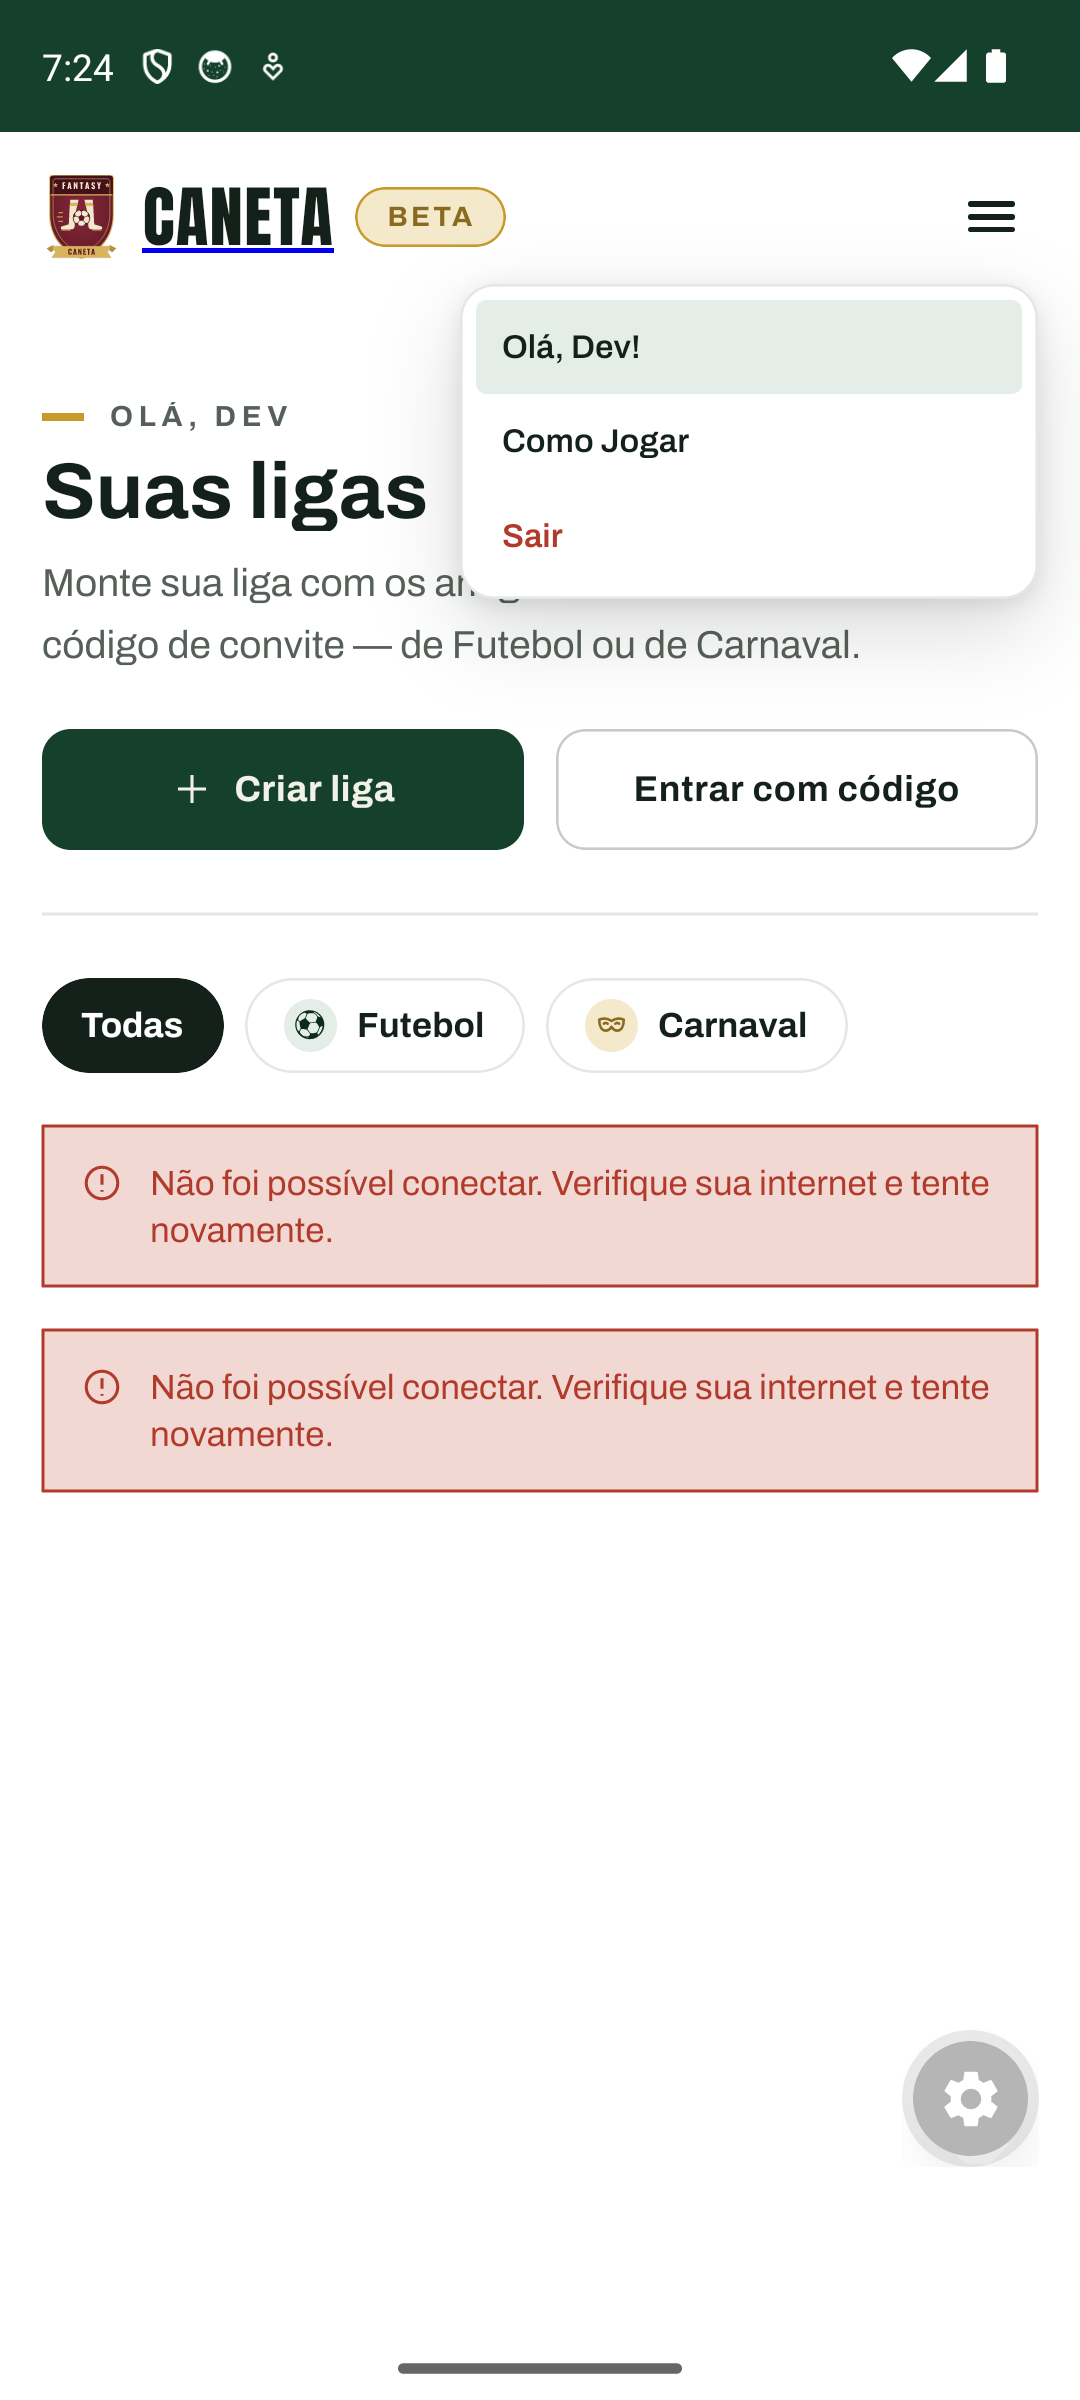 7:24
FANTASY
CANETA
CANETA
BETA
Olá, Dev!
Como Jogar
Sair
OLÁ, DEV
Suas ligas
Monte sua liga com os
código de convite — de Futebol ou de Carnaval.
Criar liga
Entrar com código
Todas
Futebol
Carnaval
Não foi possível conectar. Verifique sua internet e tente
novamente.
Não foi possível conectar. Verifique sua internet e tente
novamente.